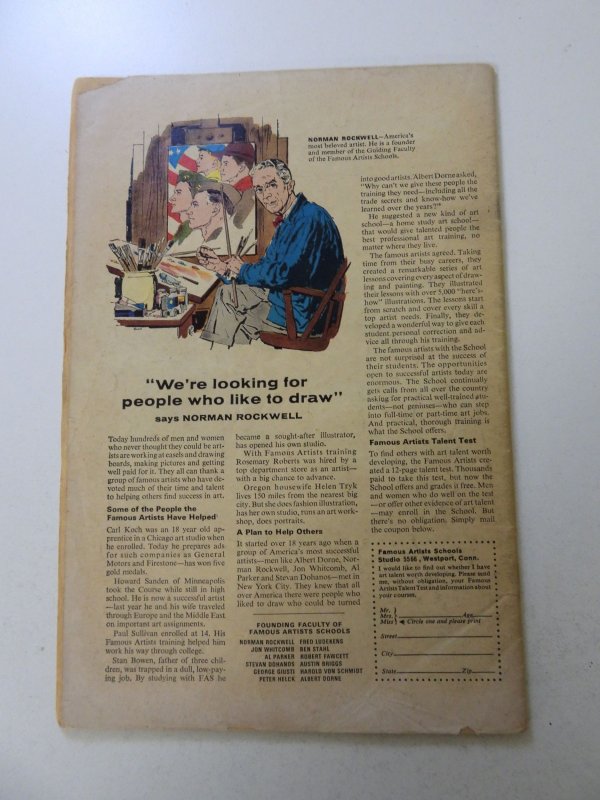 NORMAN ROCKWELL—America's
most beloved artist. He is a founder
and member of the Guiding Faculty
of the Famous Artists Schools.
"We're looking for
people who like to draw"
says NORMAN ROCKWELL
Today hundreds of men and women
who never thought they could be art-
ists are working at easels and drawing
boards, making pictures and getting
well paid for it. They all can thank a
group of famous artists who have de-
voted much of their time and talent
to helping others find success in art.
Some of the People the
Famous Artists Have Helped
Carl Koch was an 18 year old ap-
prentice in a Chicago art studio when
he enrolled. Today he prepares ads
for such companies as General
Motors and Firestone—has won five
gold medals.
Howard Sanden of Minneapolis
took the Course while still in high
school. He is now a successful artist
—last year he and his wife traveled
through Europe and the Middle East
on important art assignments.
Paul Sullivan enrolled at 14. His
Famous Artists training helped him
work his way through college.
Stan Bowen, father of three chil-
dren, was trapped in a dull, low-pay-
ing job. By studying with FAS he
became a sought-after illustrator,
has opened his own studio.
With Famous Artists training
Rosemary Roberts was hired by a
top department store as an artist—
with a big chance to advance.
Oregon housewife Helen Tryk
lives 150 miles from the nearest big
city. But she does fashion illustration,
has her own studio, runs an art work-
shop, does portraits.
A Plan to Help Others
It started over 18 years ago when a
group of America's most successful
artists—men like Albert Dorne, Nor-
man Rockwell, Jon Whitcomb, Al
Parker and Stevan Dohanos—met in
New York City. They knew that all
over America there were people who
liked to draw who could be turned
FOUNDING FACULTY OF
FAMOUS ARTISTS SCHOOLS
NORMAN ROCKWELL FRED LUDEKENS
JON WHITCOMB BEN STAHL
AL PARKER ROBERT FAWCETT
STEVAN DOHANOS AUSTIN BRIGGS
GEORGE GIUSTI HAROLD VON SCHMIDT
PETER HELCK ALBERT DORNE
into good artists. Albert Dorne asked,
"Why can't we give these people the
training they need—including all the
trade secrets and know-how we've
learned over the years?"
He suggested a new kind of art
school—a home study art school—
that would give talented people the
best professional art training, no
matter where they live.
The famous artists agreed. Taking
time from their busy careers, they
created a remarkable series of art
lessons covering every aspect of draw-
ing and painting. They illustrated
their lessons with over 5,000 "here's-
how" illustrations. The lessons start
from scratch and cover every skill a
top artist needs. Finally, they de-
veloped a wonderful way to give each
student personal correction and ad-
vice all through his training.
The famous artists with the School
are not surprised at the success of
their students. The opportunities
open to successful artists today are
enormous. The School continually
gets calls from all over the country
asking for practical well-trained stu-
dents—not geniuses—who can step
into full-time or part-time art jobs.
And practical, thorough training is
what the School offers.
Famous Artists Talent Test
To find others with art talent worth
developing, the Famous Artists cre-
ated a 12-page talent test. Thousands
paid to take this test, but now the
School offers and grades it free. Men
and women who do well on the test
—or offer other evidence of art talent
—may enroll in the School. But
there's no obligation. Simply mail
the coupon below.
Famous Artists Schools
Studio 5566, Westport, Conn.
I would like to find out whether I have
art talent worth developing. Please send
me, without obligation, your Famous
Artists Talent Test and information about
your courses.
Mr.
Mrs. Age
Miss Circle one and please print
Street
City
State Zip